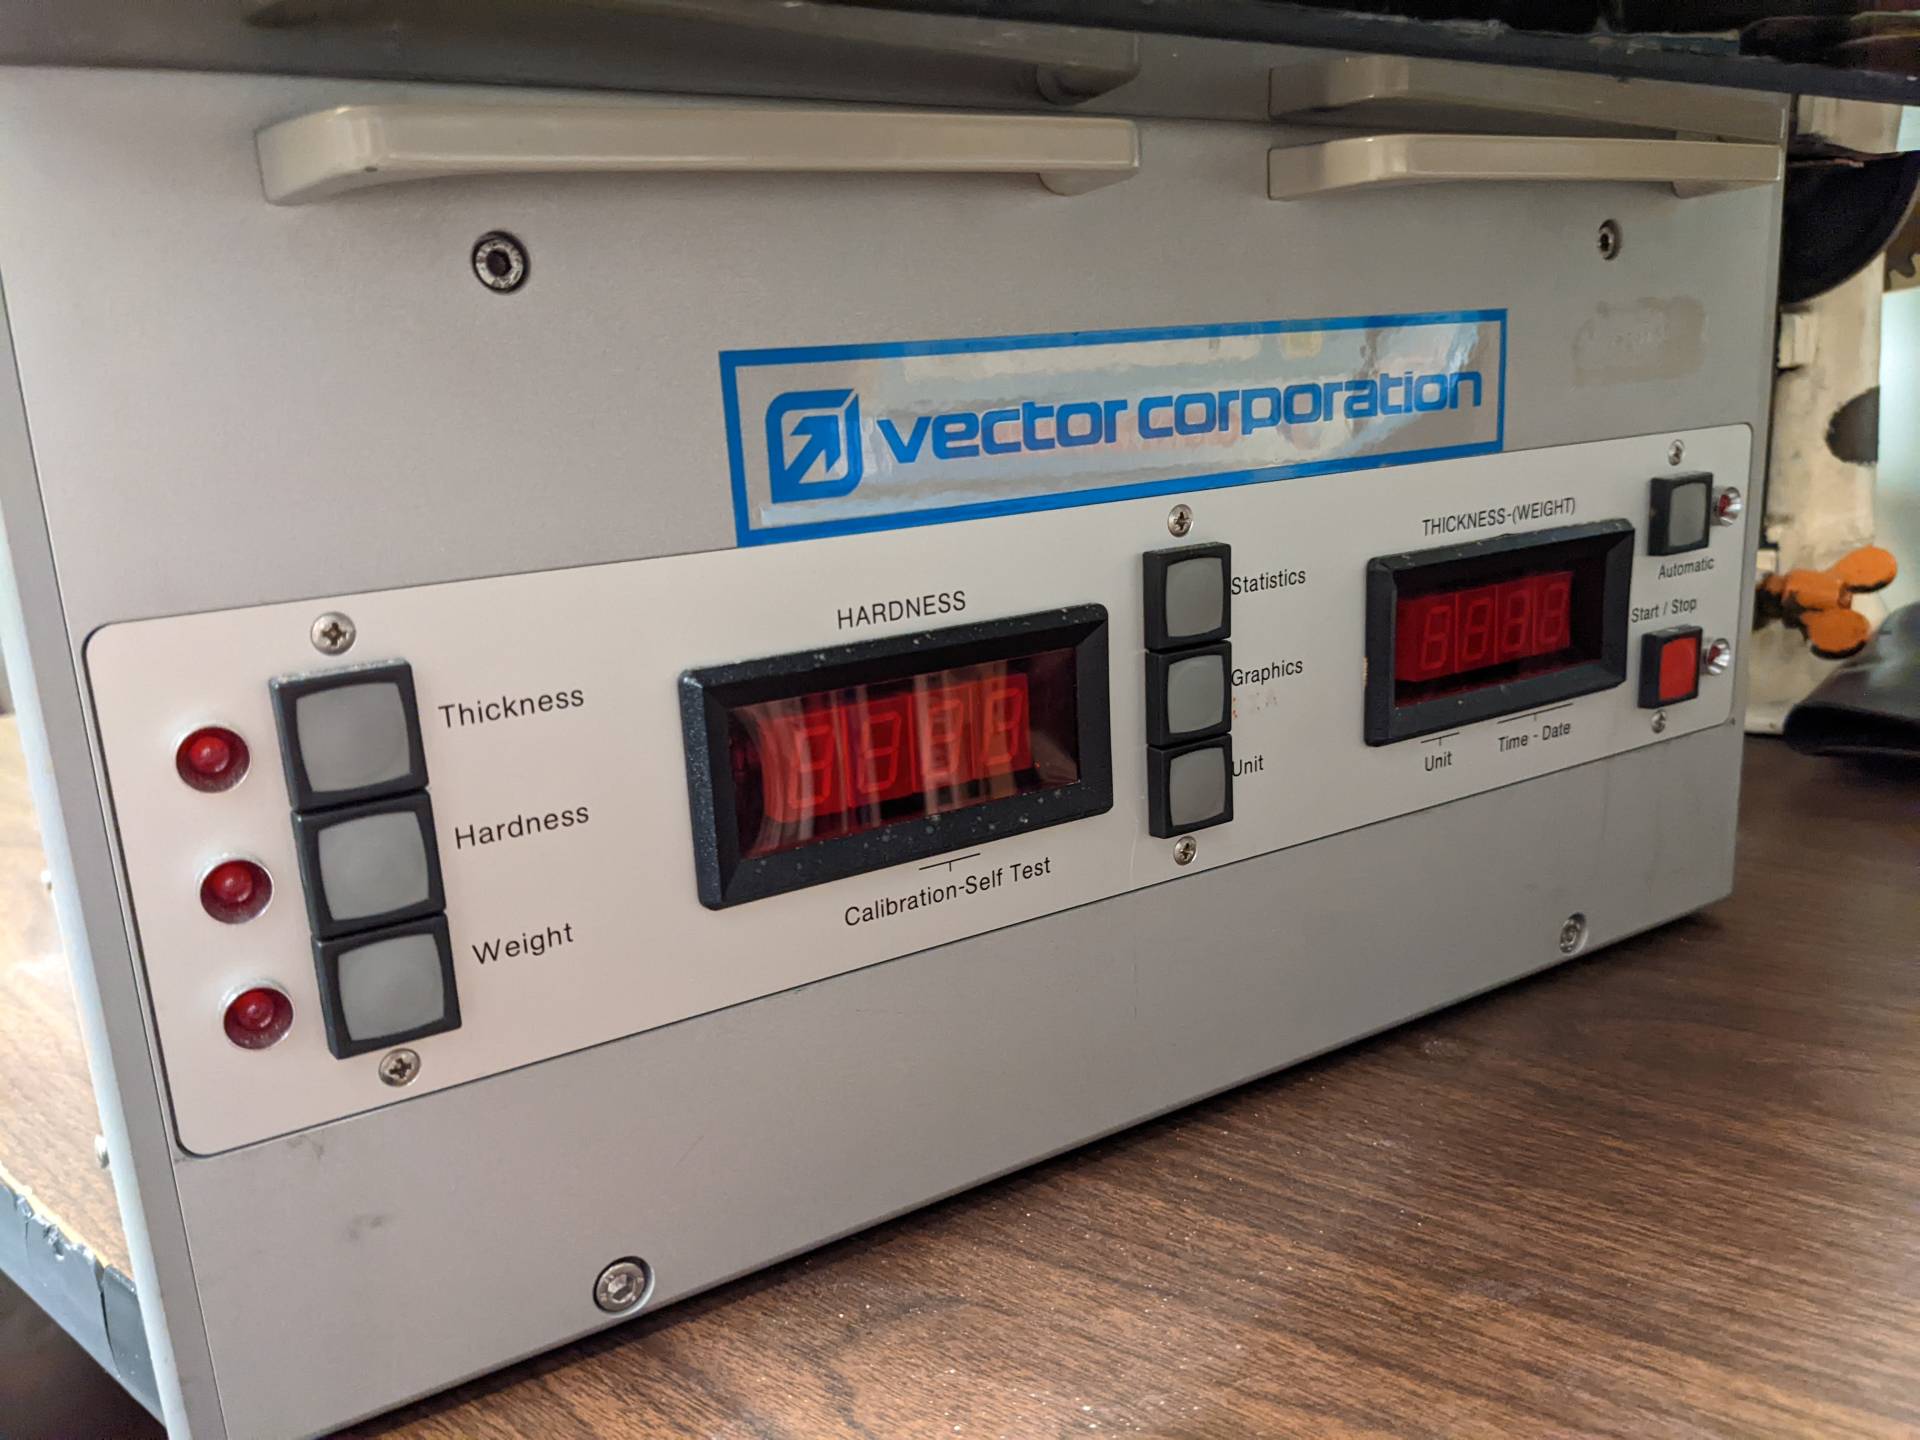 vector corporation
Thickness
Hardness
Weight
HARDNESS
Calibration-Self Test
Statistics
Graphics
Unit
THICKNESS-(WEIGHT)
Unit
Time - Date
Automatic
Start / Stop